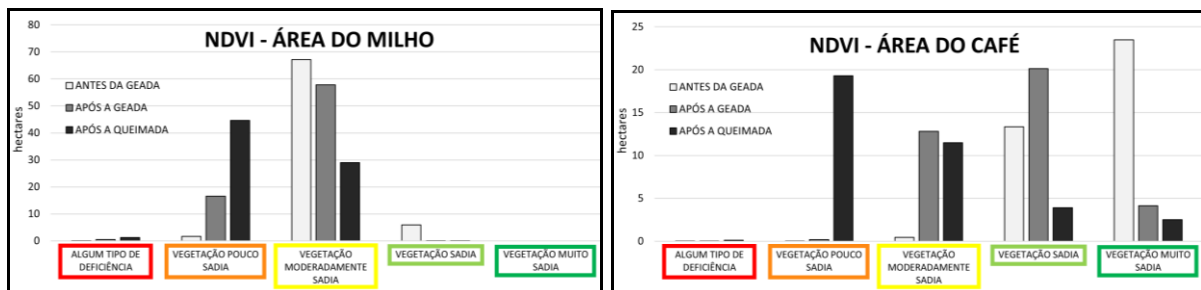 NDVI - ÁREA DO MILHO
hectares
80
70
60
50
40
30
20
10
0
ANTES DA GEADA
APÓS A GEADA
APÓS A QUEIMADA
ALGUM TIPO DE
DEFICIÊNCIA
VEGETAÇÃO POUCO
SADIA
VEGETAÇÃO
MODERADAMENTE
SADIA
VEGETAÇÃO SADIA
VEGETAÇÃO MUITO
SADIA
NDVI - ÁREA DO CAFÉ
hectares
25
20
15
10
5
0
ANTES DA GEADA
APÓS A GEADA
APÓS A QUEIMADA
ALGUM TIPO DE
DEFICIÊNCIA
VEGETAÇÃO POUCO
SADIA
VEGETAÇÃO
MODERADAMENTE
SADIA
VEGETAÇÃO SADIA
VEGETAÇÃO MUITO
SADIA